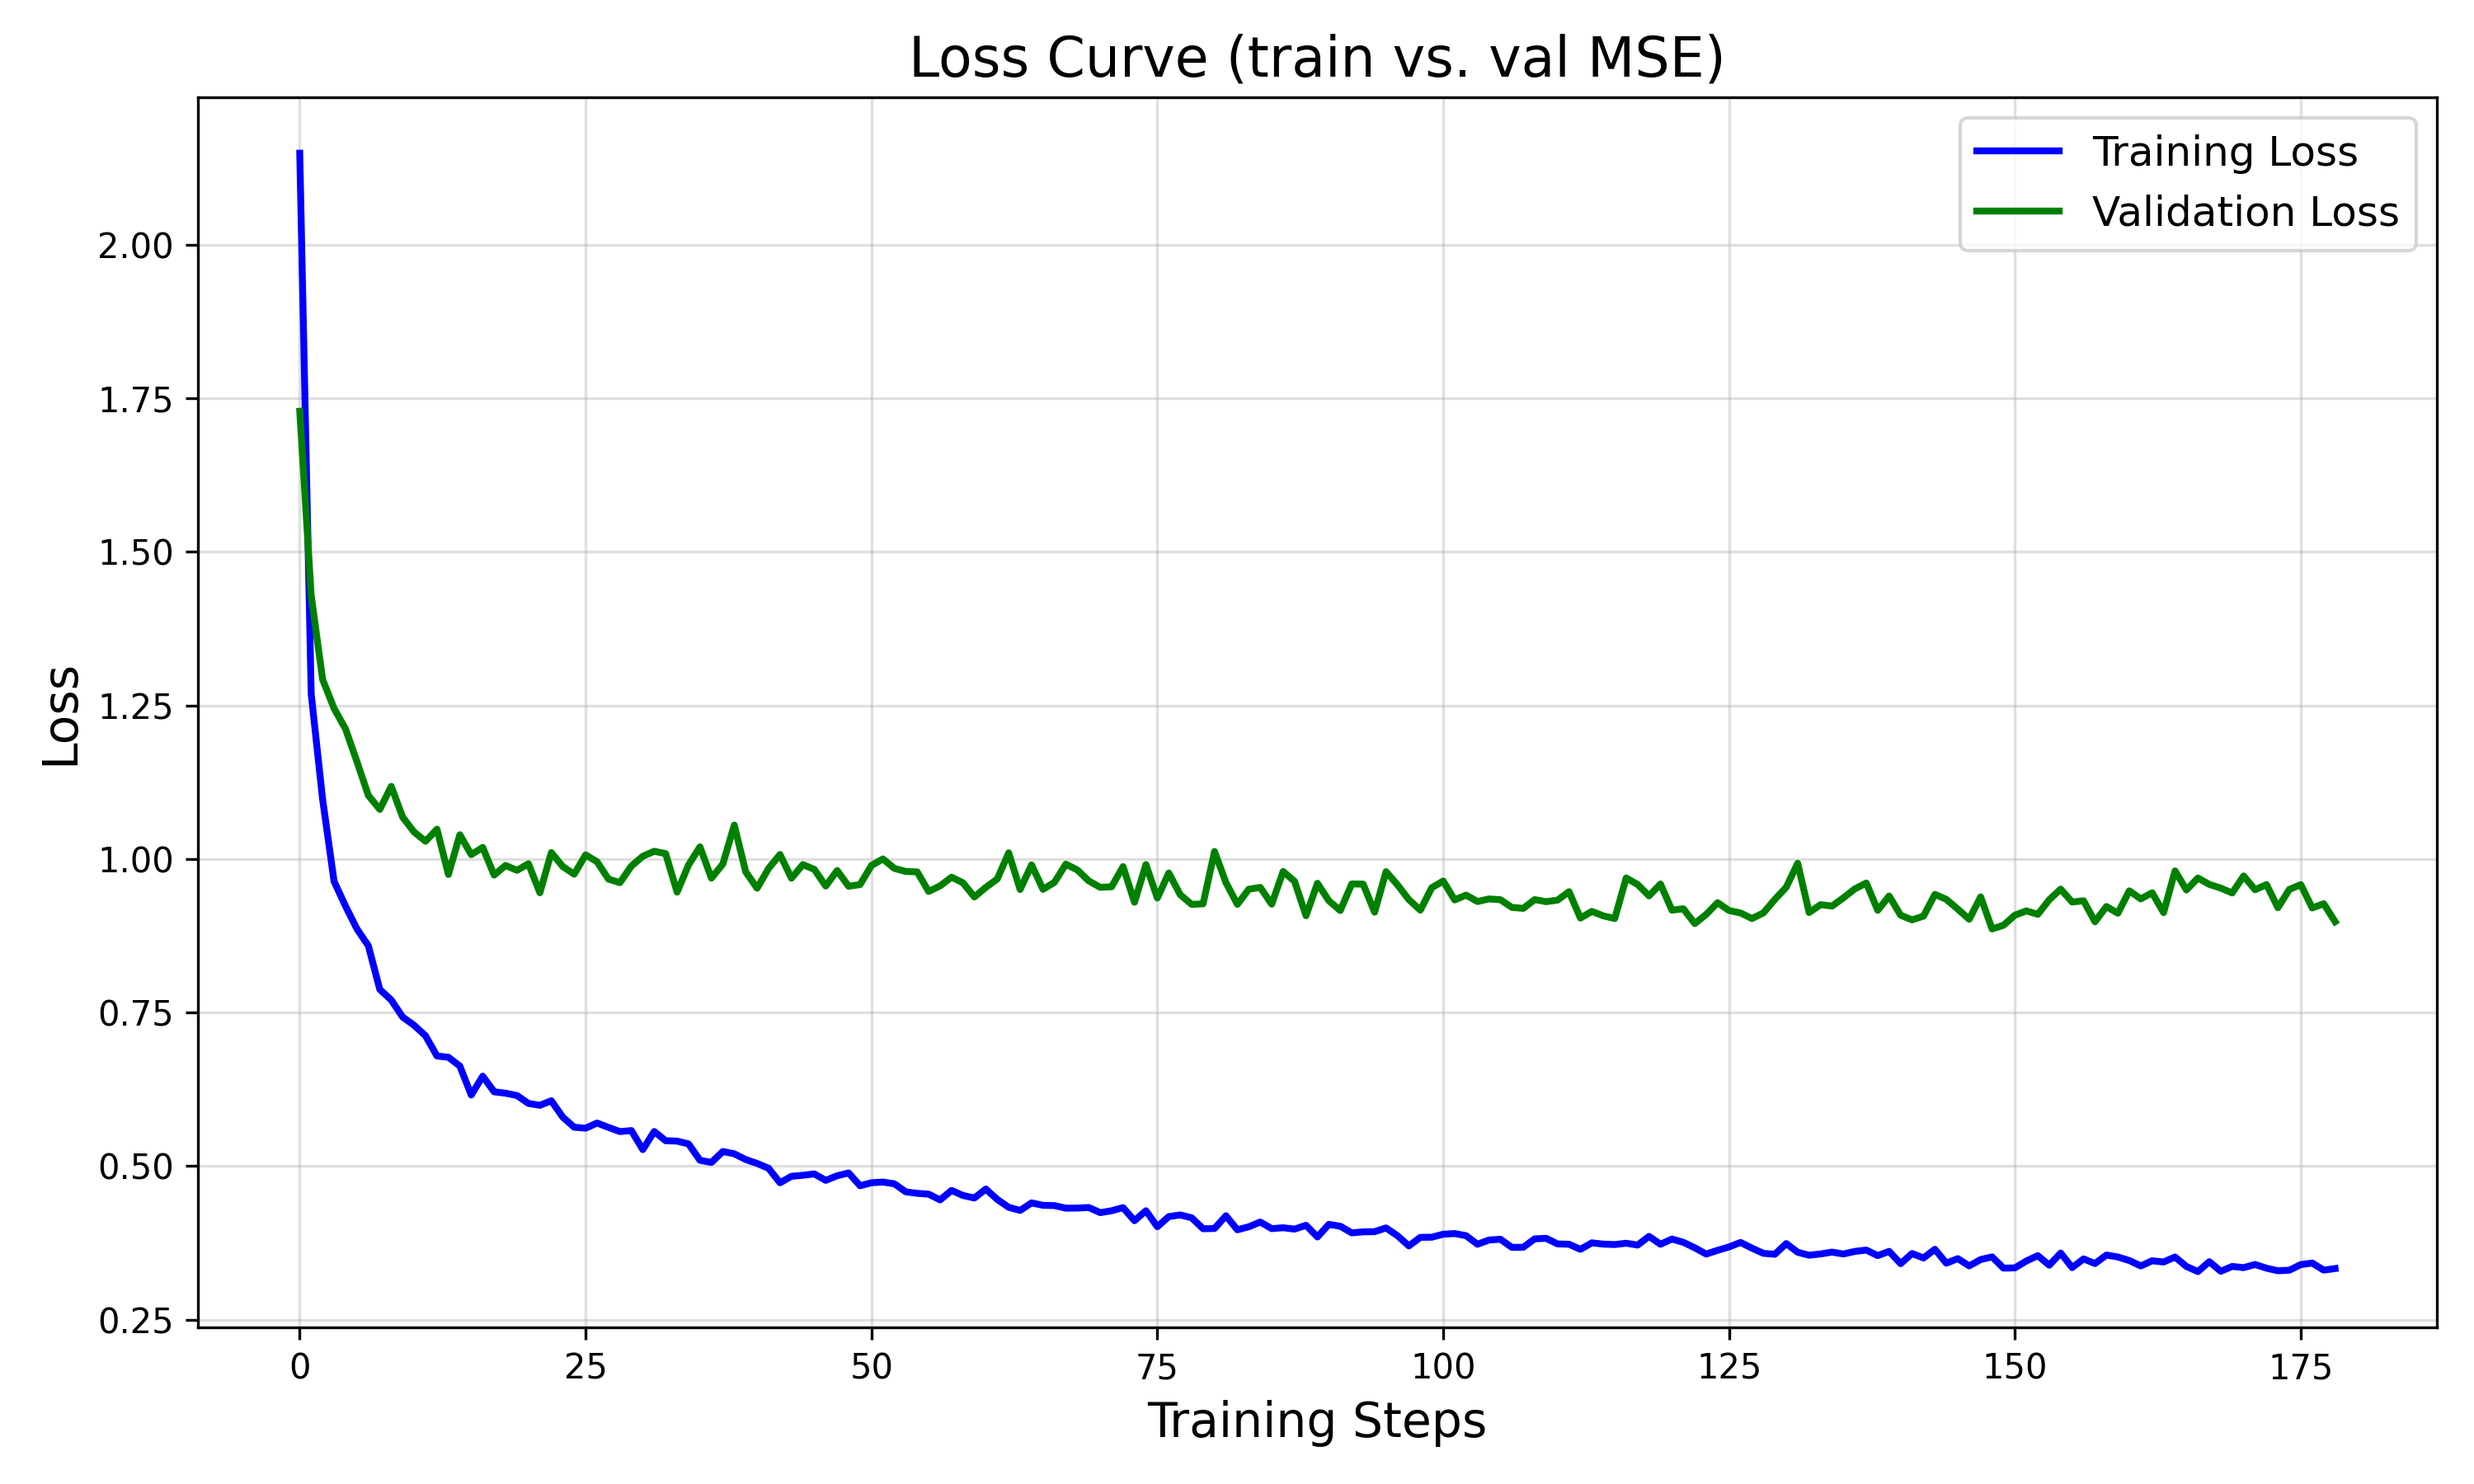 Loss Curve (train vs. val MSE)
Training Loss
Validation Loss
2.00
1.75
1.50
1.25
1.00
0.75
0.50
0.25
Loss
0 25 50 75 100 125 150 175
Training Steps